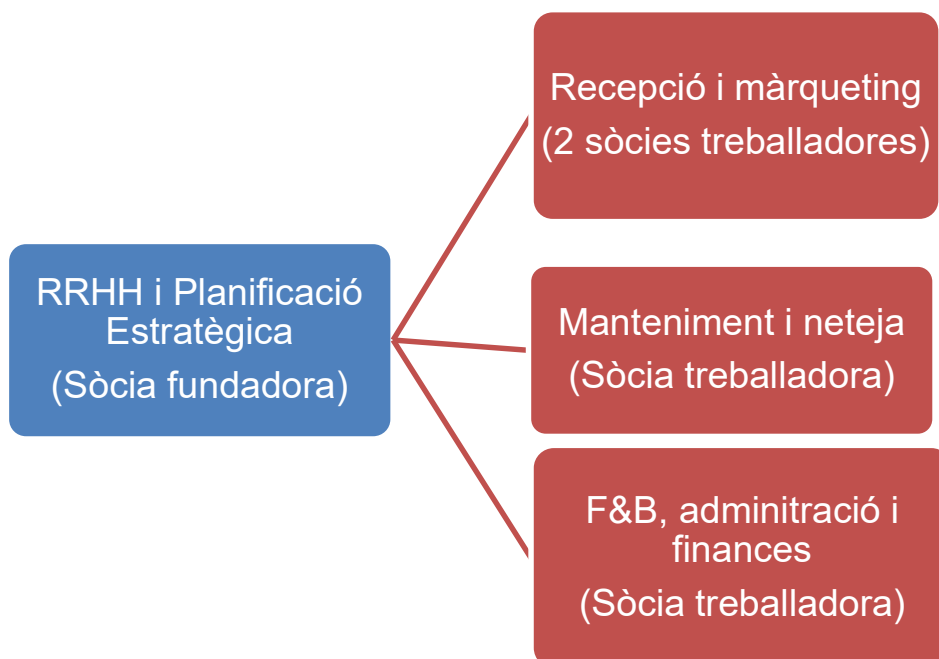 RRHH i Planificació
Estratègica
(Sòcia fundadora)
Recepció i màrqueting
(2 sòcies treballadores)
Manteniment i neteja
(Sòcia treballadora)
F&B, adminitració i
finances
(Sòcia treballadora)